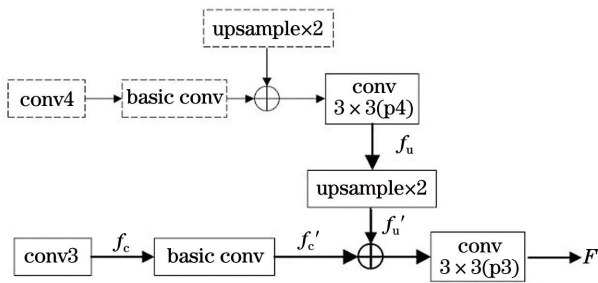 upsample×2
conv4
basic conv
conv
3×3(p4)
f_u
upsample×2
f_u′
conv3
f_c
basic conv
f_c′
conv
3×3(p3)
F